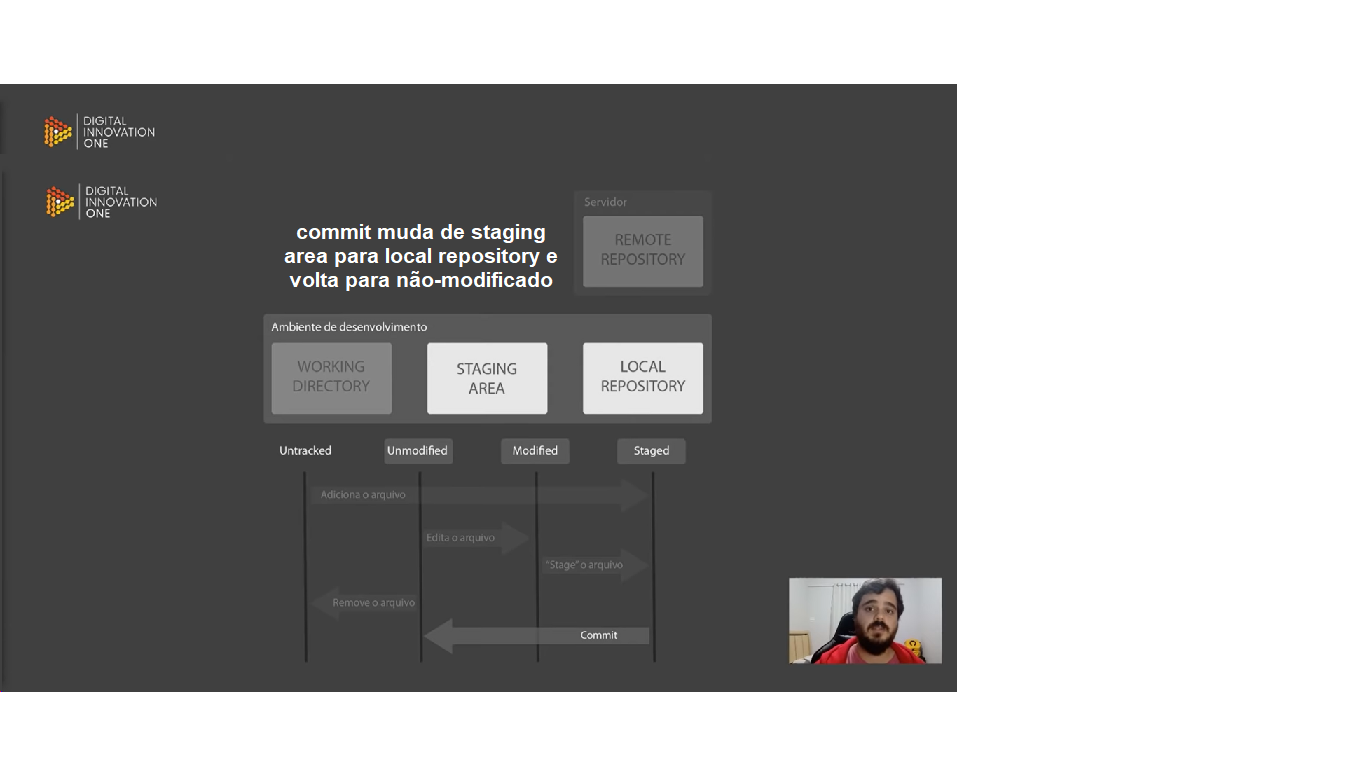 DIGITAL
INNOVATION
ONE
DIGITAL
INNOVATION
ONE
Servidor
REMOTE
REPOSITORY
commit muda de staging
area para local repository e
volta para não-modificado
Ambiente de desenvolvimento
WORKING
DIRECTORY
STAGING
AREA
LOCAL
REPOSITORY
Untracked
Unmodified
Modified
Staged
Adiciona o arquivo
Edita o arquivo
"Stage" o arquivo
Remove o arquivo
Commit